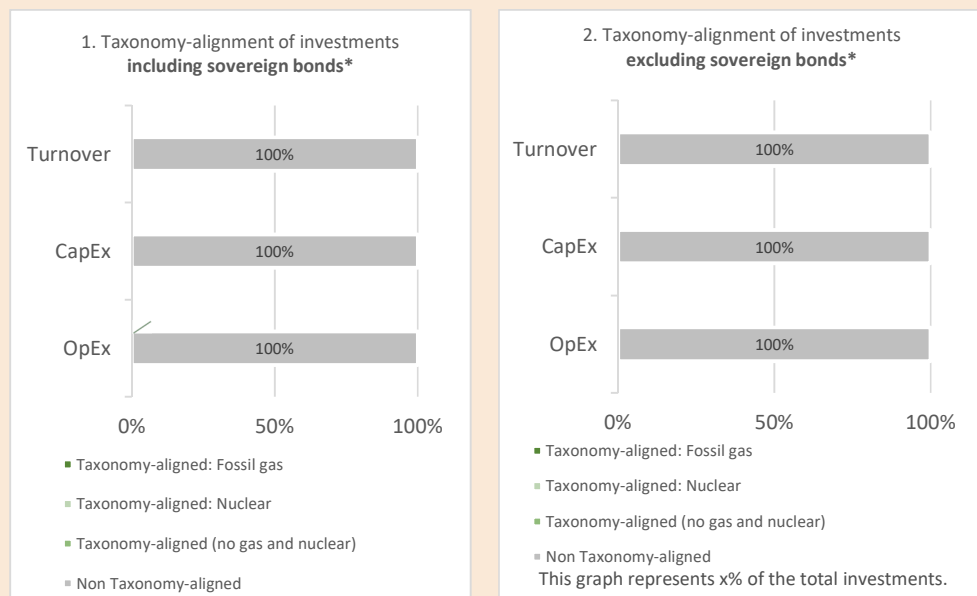 1. Taxonomy-alignment of investments
including sovereign bonds*
Turnover
100%
CapEx
100%
OpEx
100%
0%
50%
100%
Taxonomy-aligned: Fossil gas
Taxonomy-aligned: Nuclear
Taxonomy-aligned (no gas and nuclear)
Non Taxonomy-aligned
2. Taxonomy-alignment of investments
excluding sovereign bonds*
Turnover
100%
CapEx
100%
OpEx
100%
0%
50%
100%
Taxonomy-aligned: Fossil gas
Taxonomy-aligned: Nuclear
Taxonomy-aligned (no gas and nuclear)
Non Taxonomy-aligned
This graph represents x% of the total investments.